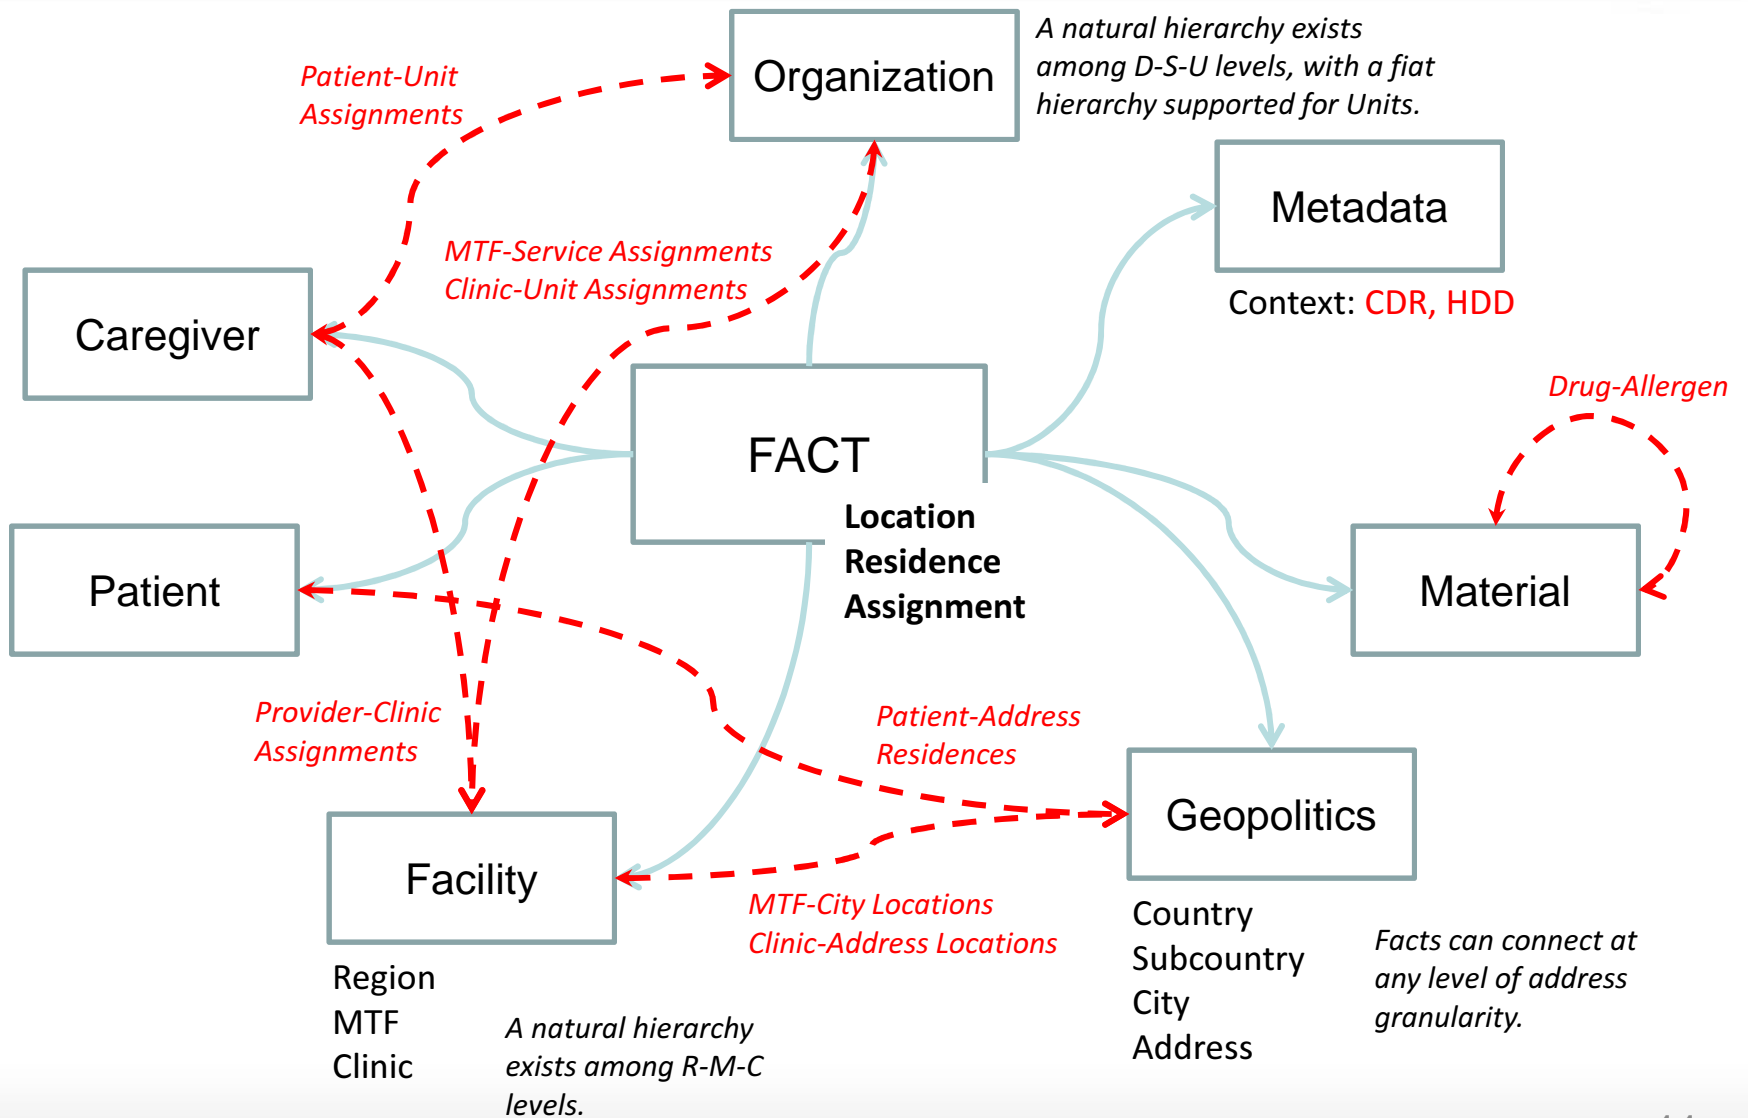 Organization
A natural hierarchy exists
among D-S-U levels, with a fiat
hierarchy supported for Units.
Patient-Unit
Assignments
Metadata
Context: CDR, HDD
MTF-Service Assignments
Clinic-Unit Assignments
Caregiver
Drug-Allergen
FACT
Location
Residence
Assignment
Patient
Material
Provider-Clinic
Assignments
Patient-Address
Residences
Geopolitics
Facility
MTF-City Locations
Clinic-Address Locations
Country
Subcountry
City
Address
Facts can connect at
any level of address
granularity.
Region
MTF
Clinic
A natural hierarchy
exists among R-M-C
levels.